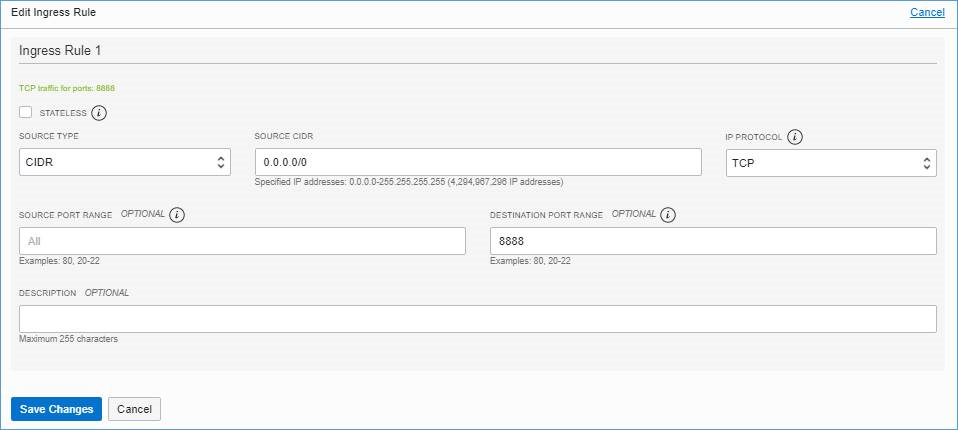 Edit Ingress Rule
Cancel
Ingress Rule 1
TCP traffic for ports: 8888
STATELESS i
SOURCE TYPE
SOURCE CIDR
IP PROTOCOL i
CIDR
0.0.0.0/0
TCP
Specified IP addresses: 0.0.0.0-255.255.255.255 (4,294,967,296 IP addresses)
SOURCE PORT RANGE OPTIONAL i
DESTINATION PORT RANGE OPTIONAL i
All
8888
Examples: 80, 20-22
Examples: 80, 20-22
DESCRIPTION OPTIONAL
Maximum 255 characters
Save Changes
Cancel